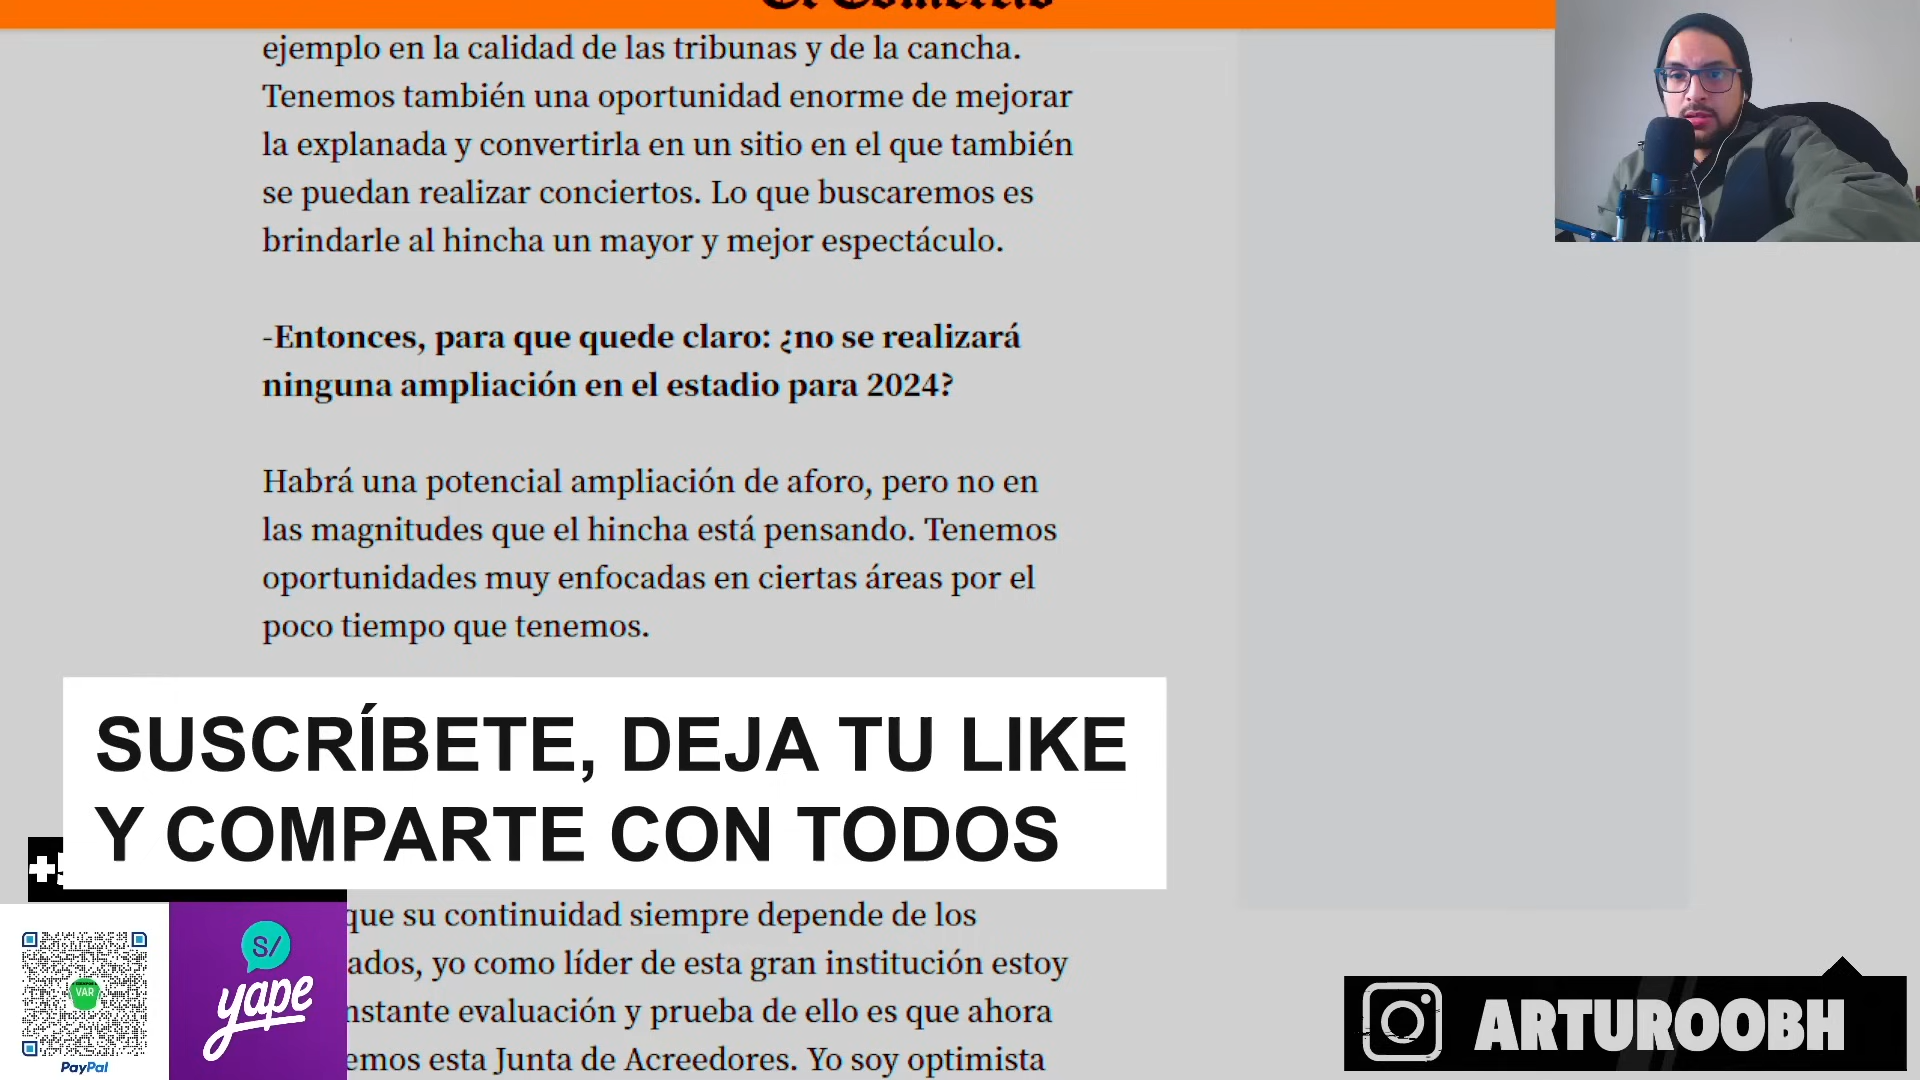 El Comercio
ejemplo en la calidad de las tribunas y de la cancha.
Tenemos también una oportunidad enorme de mejorar
la explanada y convertirla en un sitio en el que también
se puedan realizar conciertos. Lo que buscaremos es
brindarle al hincha un mayor y mejor espectáculo.
-Entonces, para que quede claro: ¿no se realizará
ninguna ampliación en el estadio para 2024?
Habrá una potencial ampliación de aforo, pero no en
las magnitudes que el hincha está pensando. Tenemos
oportunidades muy enfocadas en ciertas áreas por el
poco tiempo que tenemos.
SUSCRÍBETE, DEJA TU LIKE
Y COMPARTE CON TODOS
que su continuidad siempre depende de los
ados, yo como líder de esta gran institución estoy
nstante evaluación y prueba de ello es que ahora
emos esta Junta de Acreedores. Yo soy optimista
VAR
PayPal
S/
yape
ARTUROOBH